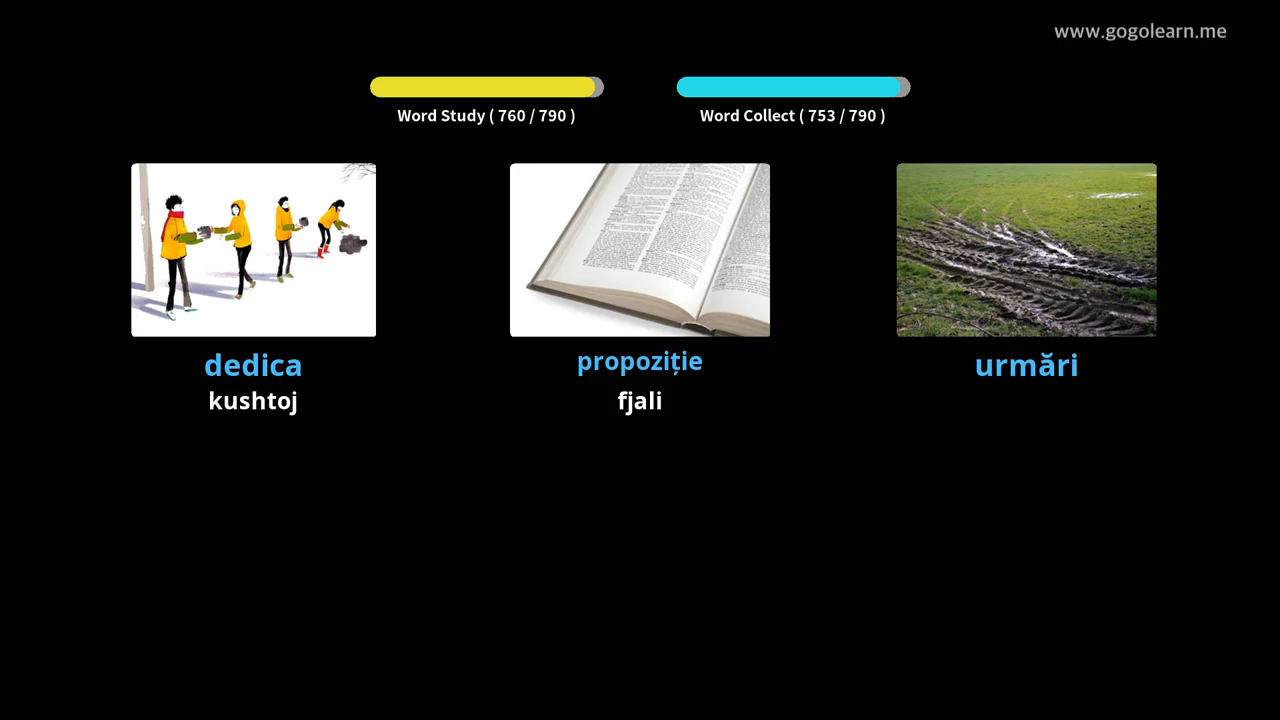 www.gogolearn.me
Word Study ( 760 / 790 )
Word Collect ( 753 / 790 )
dedica
kushtoj
propoziție
fjali
urmări